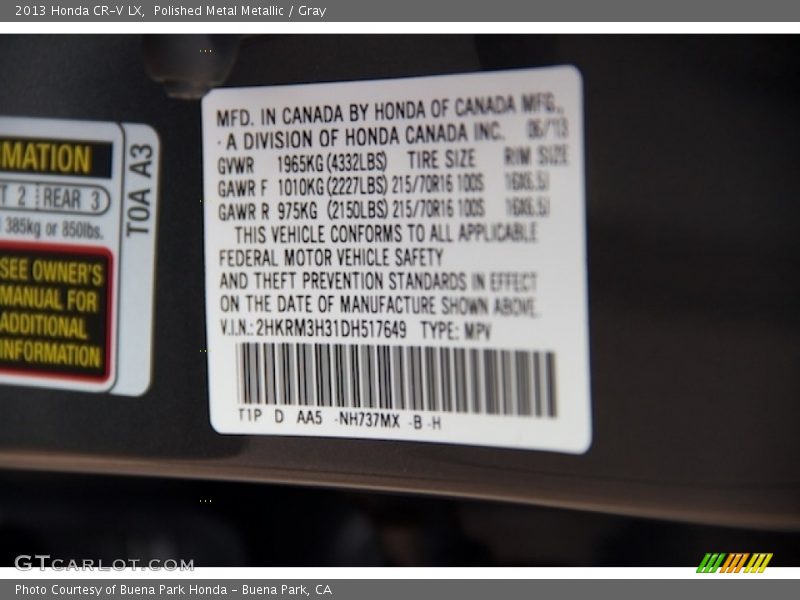 2013 Honda CR-V LX, Polished Metal Metallic / Gray
MATION
T 2 REAR 3
385kg or 850lbs.
SEE OWNER'S
MANUAL FOR
ADDITIONAL
INFORMATION
T0A A3
MFD. IN CANADA BY HONDA OF CANADA MFG.,
A DIVISION OF HONDA CANADA INC. 06/13
GVWR 1965KG (4332LBS) TIRE SIZE RIM SIZE
GAWR F 1010KG (2227LBS) 215/70R16 100S 16X6.5J
GAWR R 975KG (2150LBS) 215/70R16 100S 16X6.5J
THIS VEHICLE CONFORMS TO ALL APPLICABLE
FEDERAL MOTOR VEHICLE SAFETY
AND THEFT PREVENTION STANDARDS IN EFFECT
ON THE DATE OF MANUFACTURE SHOWN ABOVE.
V.I.N.: 2HKRM3H31DH517649 TYPE: MPV
T1P D AA5 -NH737MX -B -H
GTCARLOT.COM
Photo Courtesy of Buena Park Honda - Buena Park, CA